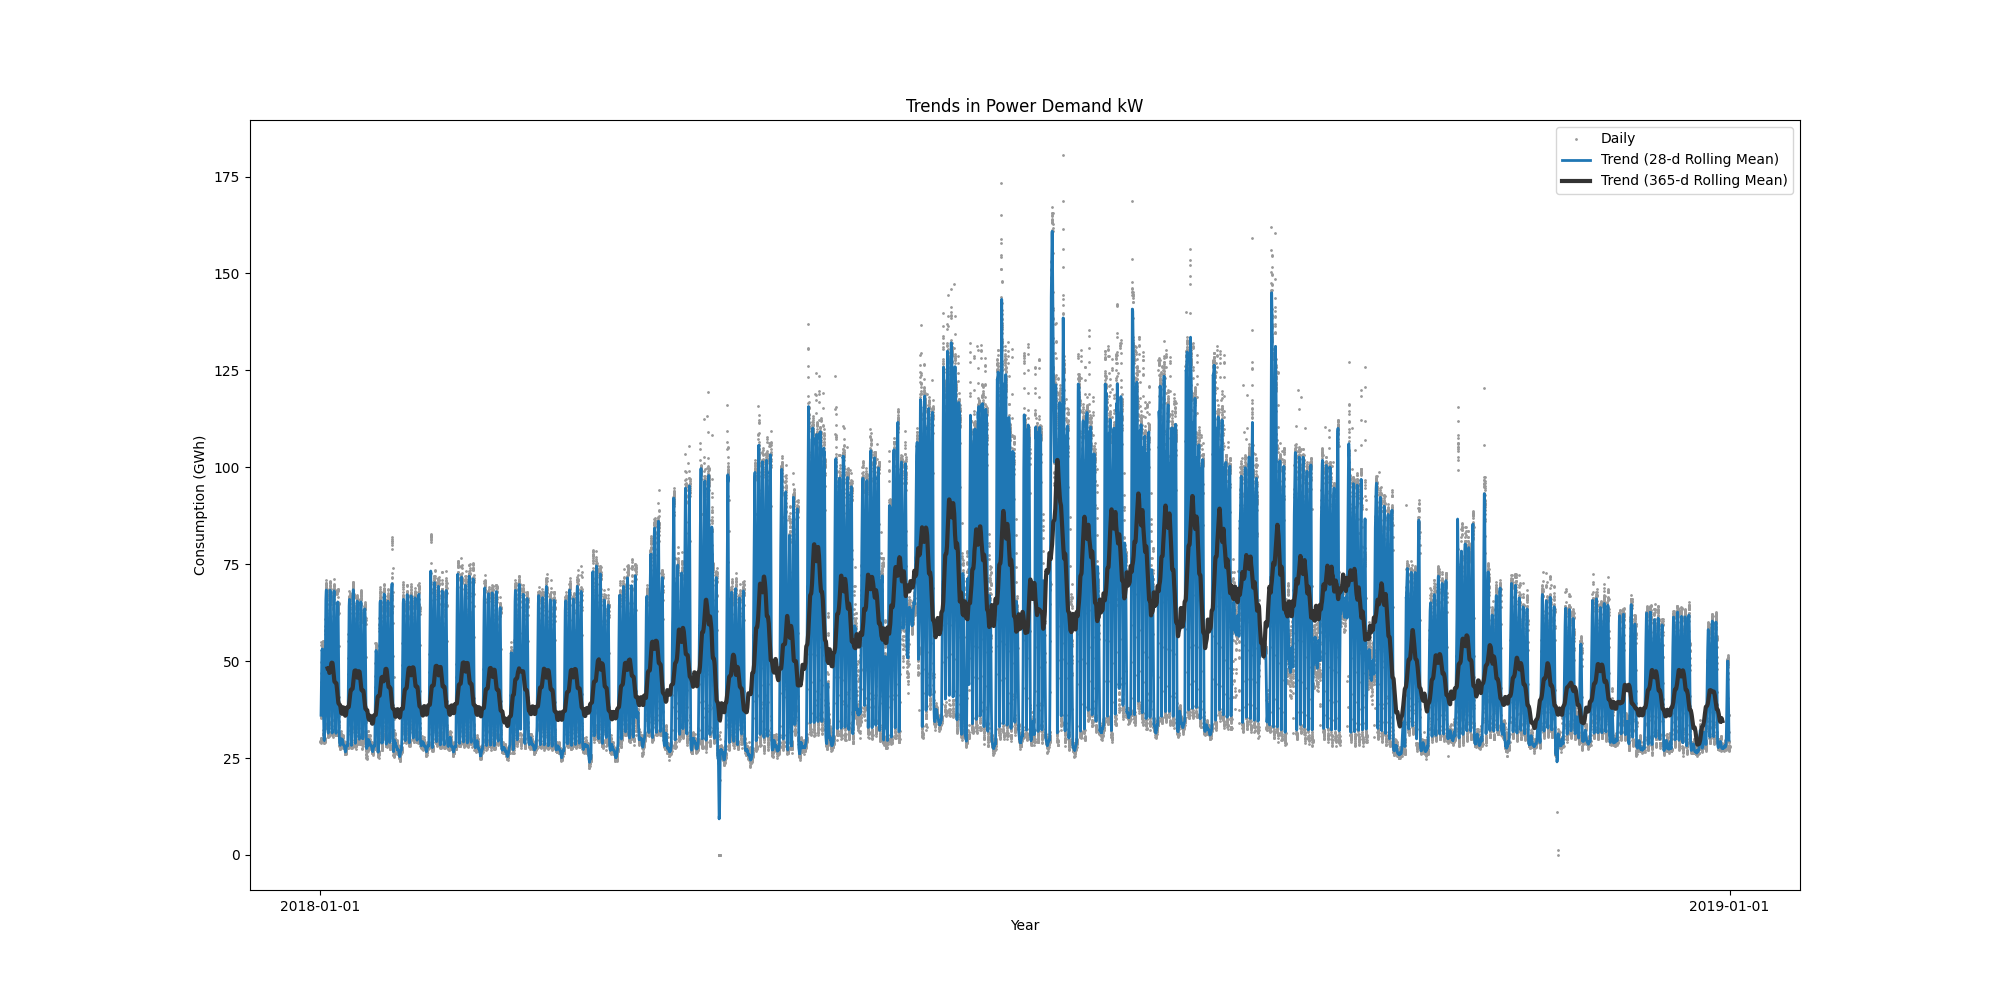 Trends in Power Demand kW
Daily
Trend (28-d Rolling Mean)
Trend (365-d Rolling Mean)
Consumption (GWh)
175
150
125
100
75
50
25
0
2018-01-01
2019-01-01
Year